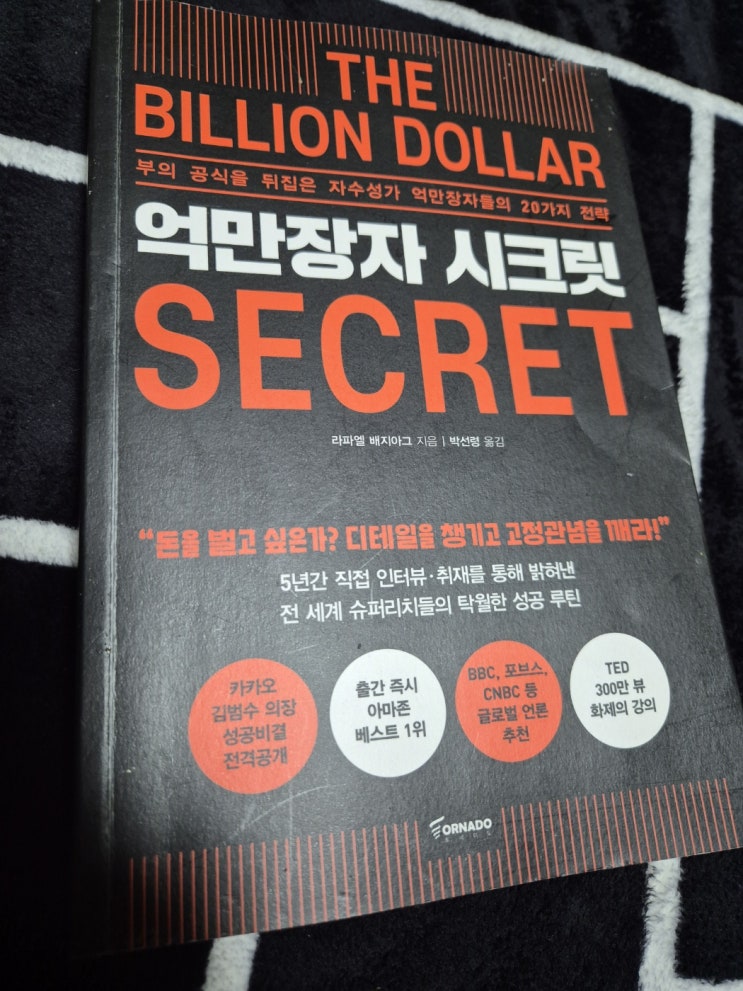 THE
BILLION DOLLAR
부의 공식을 뒤집은 자수성가 억만장자들의 20가지 전략
억만장자 시크릿
SECRET
라파엘 배지아그 지음 | 박선령 옮김
“돈을 벌고 싶은가? 디테일을 챙기고 고정관념을 깨라!”
5년간 직접 인터뷰·취재를 통해 밝혀낸
전 세계 슈퍼리치들의 탁월한 성공 루틴
카카오
김범수 의장
성공비결
전격공개
출간 즉시
아마존
베스트 1위
BBC, 포브스,
CNBC 등
글로벌 언론
추천
TED
300만 뷰
화제의 강의
TORNADO